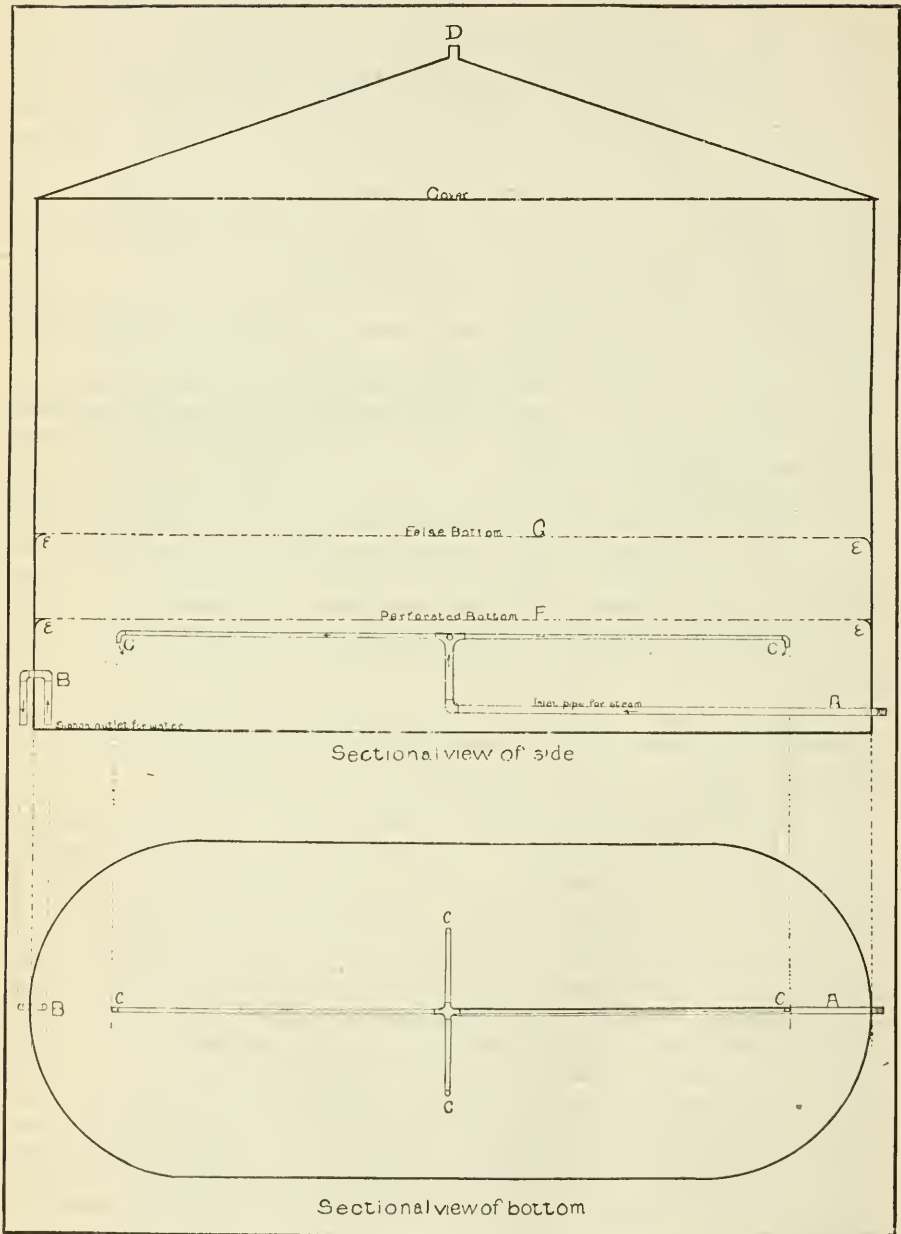 D
Cover
False Bottom G
E E
Perforated Bottom F
E E
C C
B
Inlet pipe for steam A
Siphon outlet for water
Sectional view of side
C
B C C A
C
Sectional view of bottom